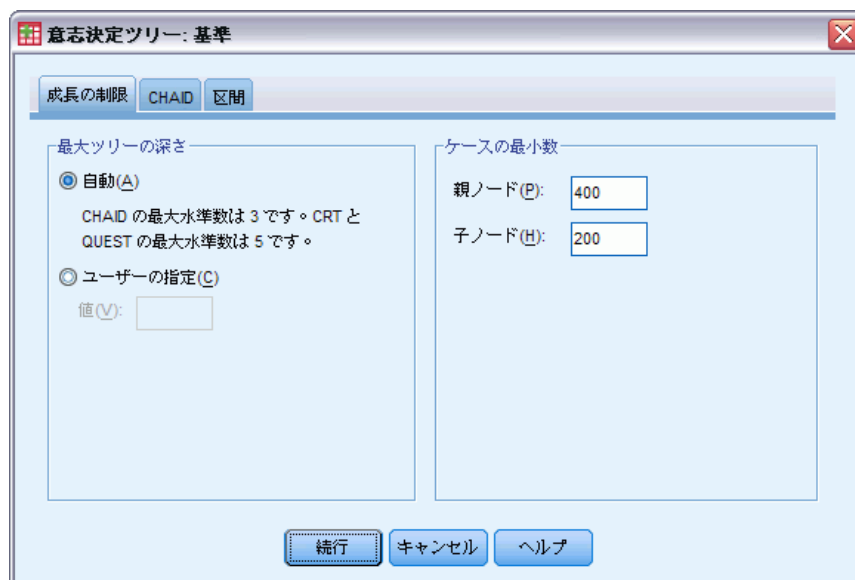 意志決定ツリー: 基準
成長の制限 CHAID 区間
最大ツリーの深さ
自動(A)
CHAID の最大水準数は 3 です。CRT と
QUEST の最大水準数は 5 です。
ユーザーの指定(C)
値(V):
ケースの最小数
親ノード(P): 400
子ノード(H): 200
続行 キャンセル ヘルプ